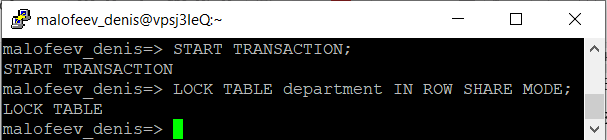 malofeev_denis@vpsj3IeQ:~
malofeev_denis=> START TRANSACTION;
START TRANSACTION
malofeev_denis=> LOCK TABLE department IN ROW SHARE MODE;
LOCK TABLE
malofeev_denis=>